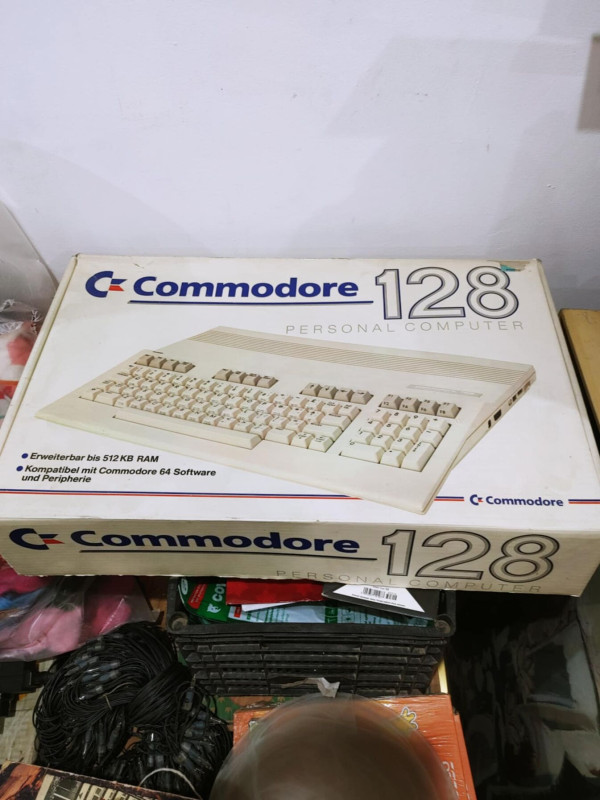 Commodore 128
PERSONAL COMPUTER
• Erweiterbar bis 512 KB RAM
• Kompatibel mit Commodore 64 Software
und Peripherie
Commodore
Commodore 128
PERSONAL COMPUTER